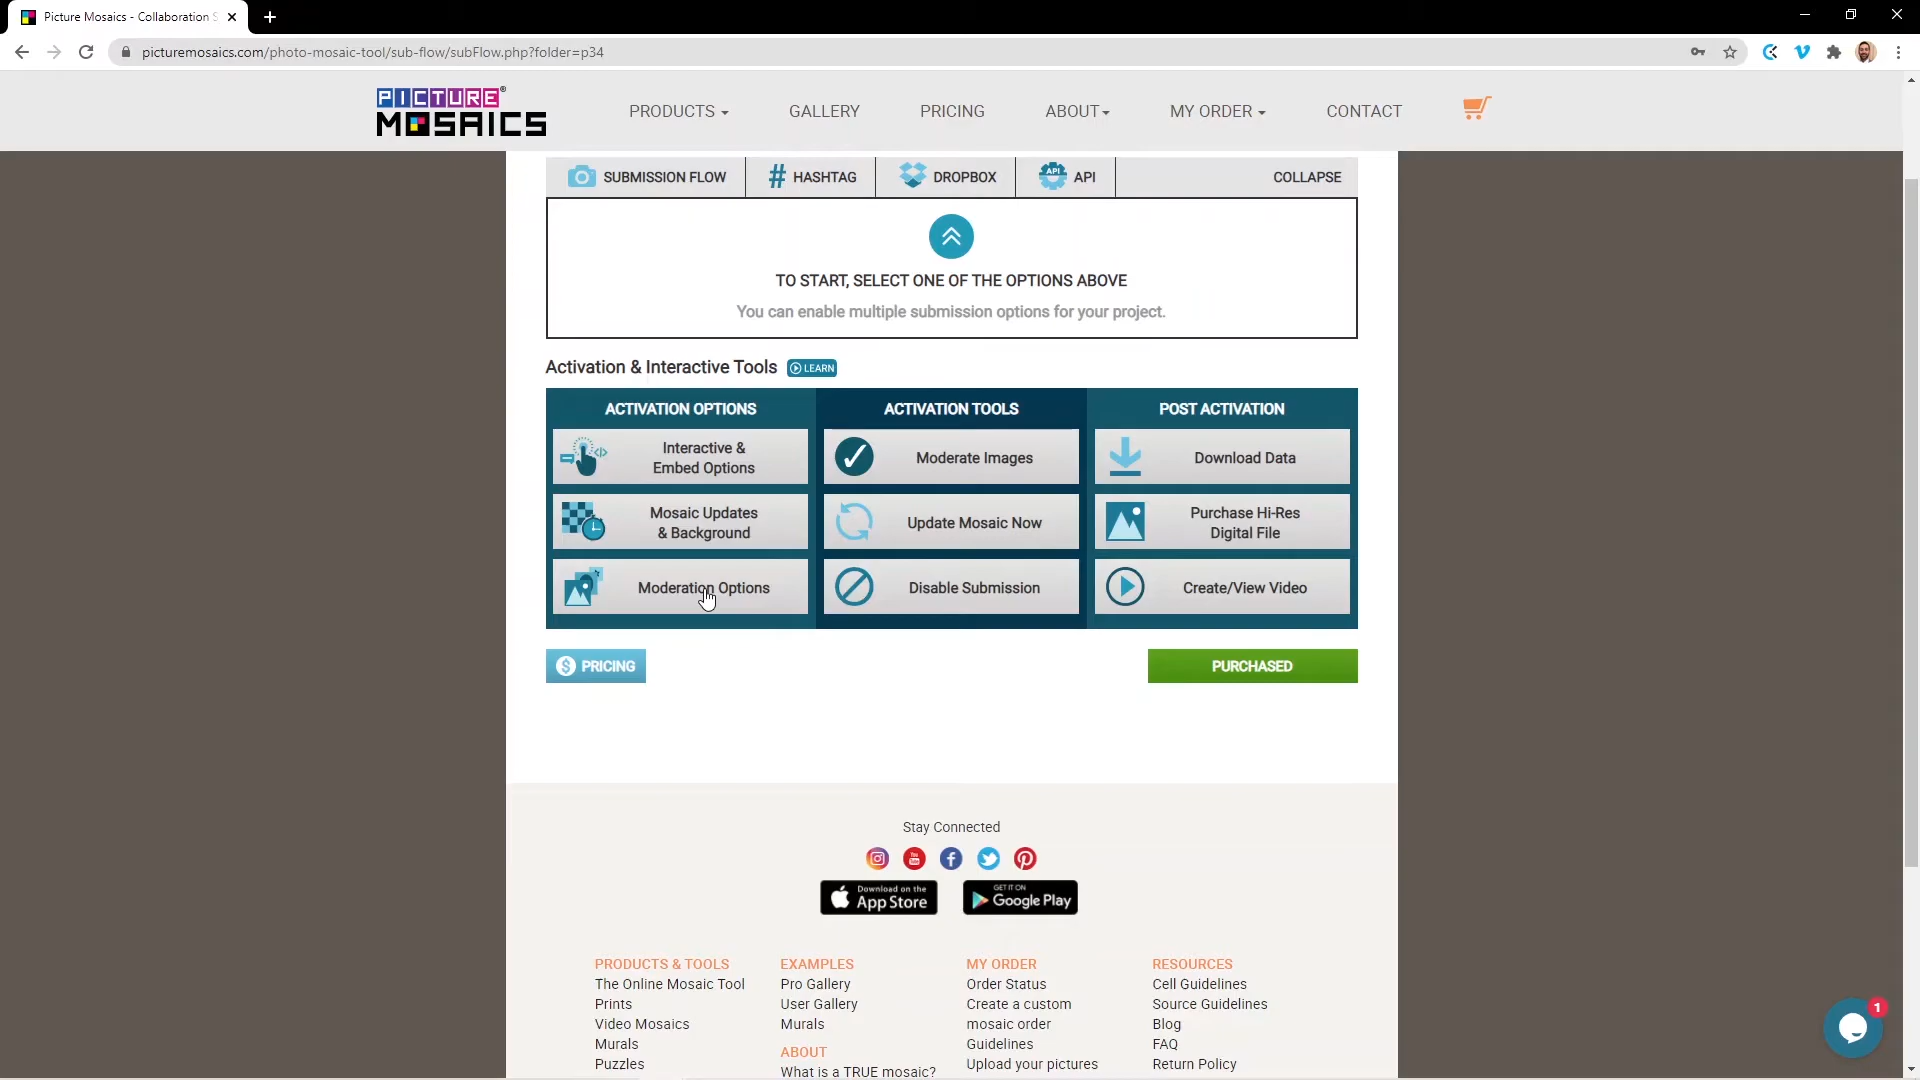 Picture Mosaics - Collaboration S
picturemosaics.com/photo-mosaic-tool/sub-flow/subFlow.php?folder=p34
PICTURE®
MOSAICS
PRODUCTS
GALLERY
PRICING
ABOUT
MY ORDER
CONTACT
SUBMISSION FLOW
# HASHTAG
DROPBOX
API
API
COLLAPSE
TO START, SELECT ONE OF THE OPTIONS ABOVE
You can enable multiple submission options for your project.
Activation & Interactive Tools
LEARN
ACTIVATION OPTIONS
Interactive &
Embed Options
Mosaic Updates
& Background
Moderation Options
ACTIVATION TOOLS
Moderate Images
Update Mosaic Now
Disable Submission
POST ACTIVATION
Download Data
Purchase Hi-Res
Digital File
Create/View Video
$ PRICING
PURCHASED
Stay Connected
You
Tube
Download on the
App Store
GET IT ON
Google Play
PRODUCTS & TOOLS
The Online Mosaic Tool
Prints
Video Mosaics
Murals
Puzzles
EXAMPLES
Pro Gallery
User Gallery
Murals
ABOUT
What is a TRUE mosaic?
MY ORDER
Order Status
Create a custom
mosaic order
Guidelines
Upload your pictures
RESOURCES
Cell Guidelines
Source Guidelines
Blog
FAQ
Return Policy
1